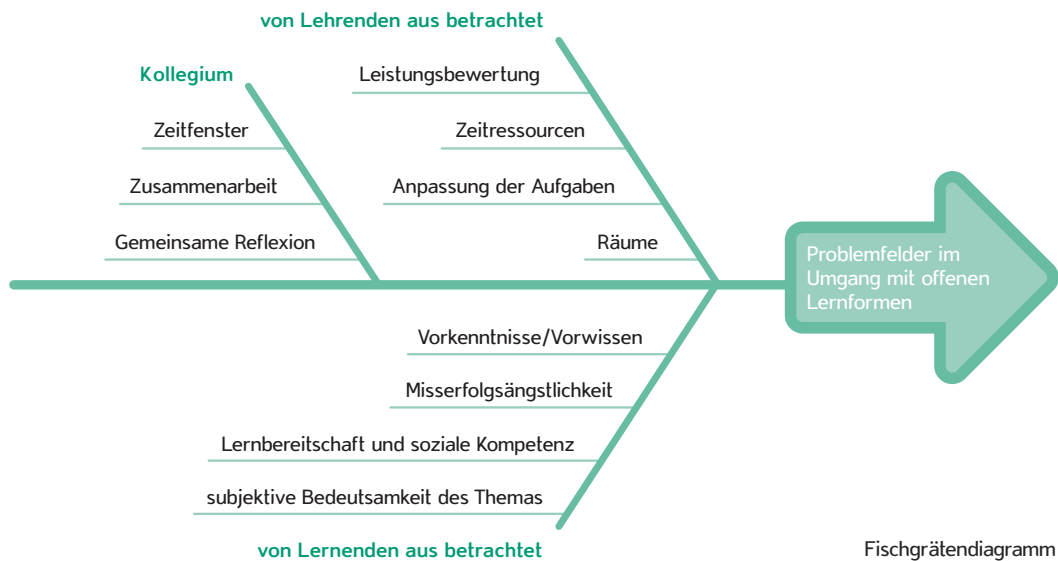 von Lehrenden aus betrachtet
Kollegium
Leistungsbewertung
Zeitfenster
Zeitressourcen
Zusammenarbeit
Anpassung der Aufgaben
Gemeinsame Reflexion
Räume
Problemfelder im
Umgang mit offenen
Lernformen
Vorkenntnisse/Vorwissen
Misserfolgsängstlichkeit
Lernbereitschaft und soziale Kompetenz
subjektive Bedeutsamkeit des Themas
von Lernenden aus betrachtet
Fischgrätendiagramm